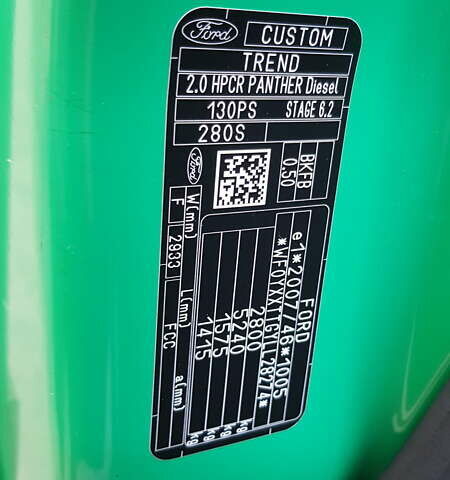 Ford CUSTOM
TREND
2.0 HPCR PANTHER Diesel
130PS STAGE 6.2
280S
Ford
BKFB
0.50
FORD
e1*2007/46*1005
2800 kg
5240 kg
1575 kg
1415 kg
W(mm) L(mm) a(mm)
F 2933 FCC